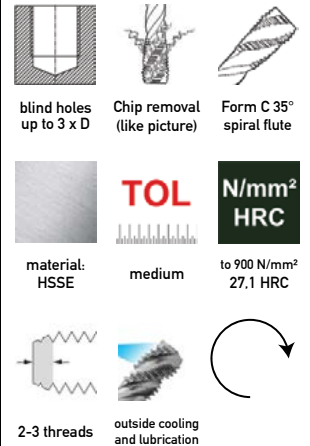 blind holes
up to 3 x D
Chip removal
(like picture)
Form C 35°
spiral flute
TOL
N/mm²
HRC
material:
HSSE
medium
to 900 N/mm²
27,1 HRC
2-3 threads
outside cooling
and lubrication